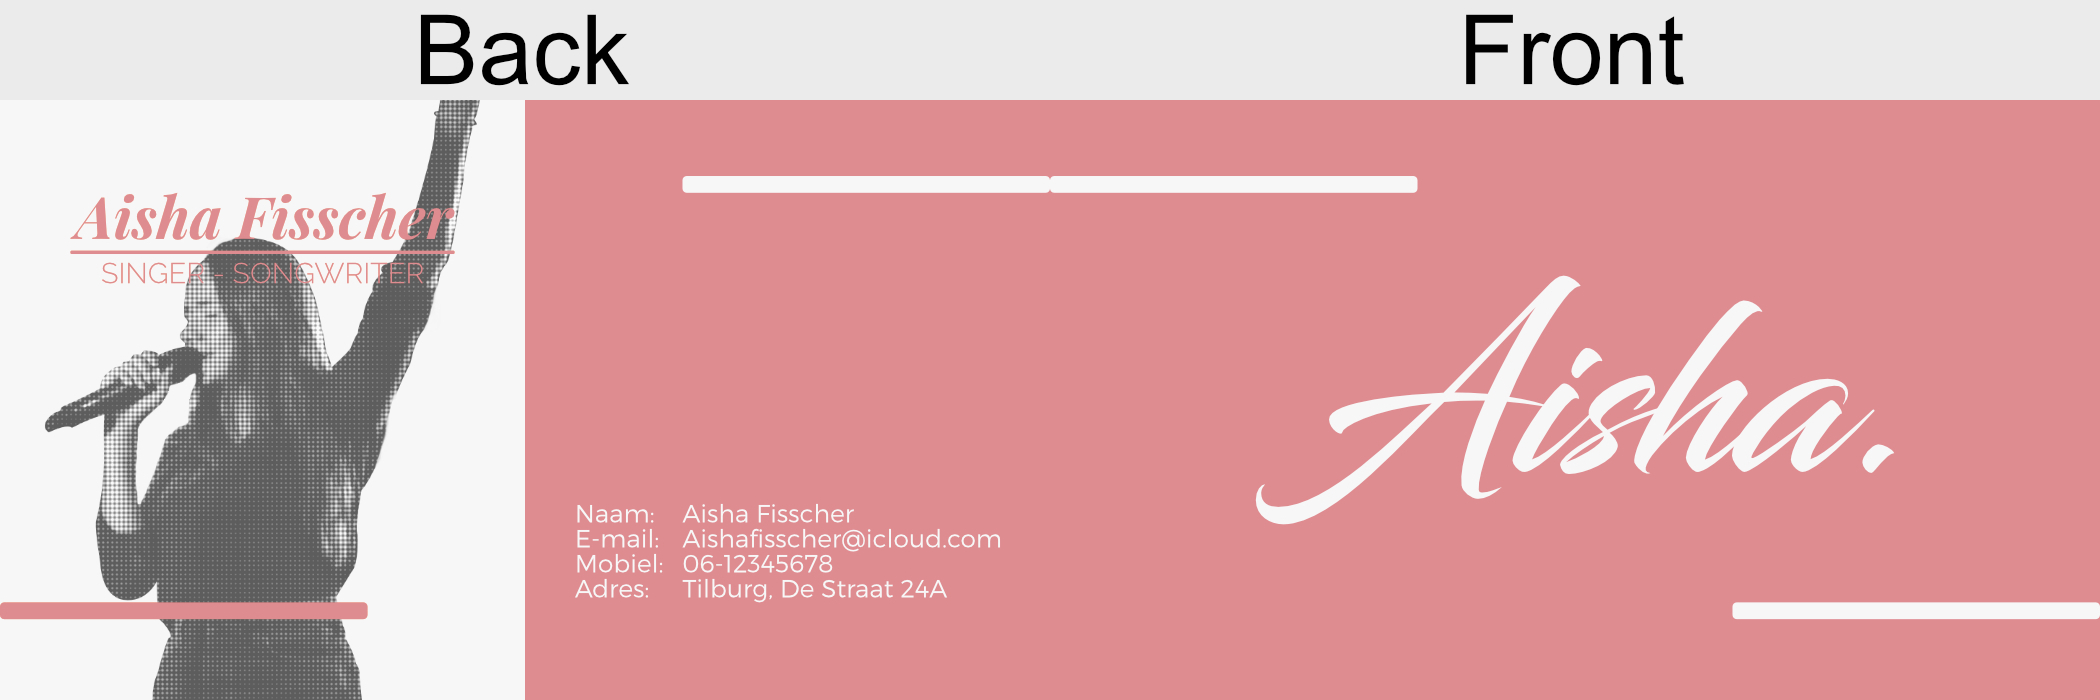 Back
Front
Aisha Fisscher
SINGER - SONGWRITER
Naam: Aisha Fisscher
E-mail: Aishafisscher@icloud.com
Mobiel: 06-12345678
Adres: Tilburg, De Straat 24A
Aisha.